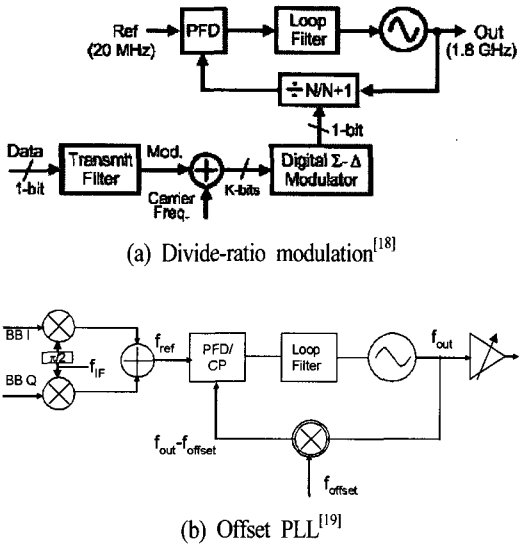 Ref
(20 MHz)
PFD
Loop
Filter
Out
(1.8 GHz)
÷ N/N+1
1-bit
Data
1-bit
Transmit
Filter
Mod.
+
Carrier
Freq.
K-bits
Digital Σ-Δ
Modulator
(a) Divide-ratio modulation[18]
BB I
π/2
f_IF
BB Q
f_ref
PFD/
CP
Loop
Filter
f_out
f_out-f_offset
f_offset
(b) Offset PLL[19]